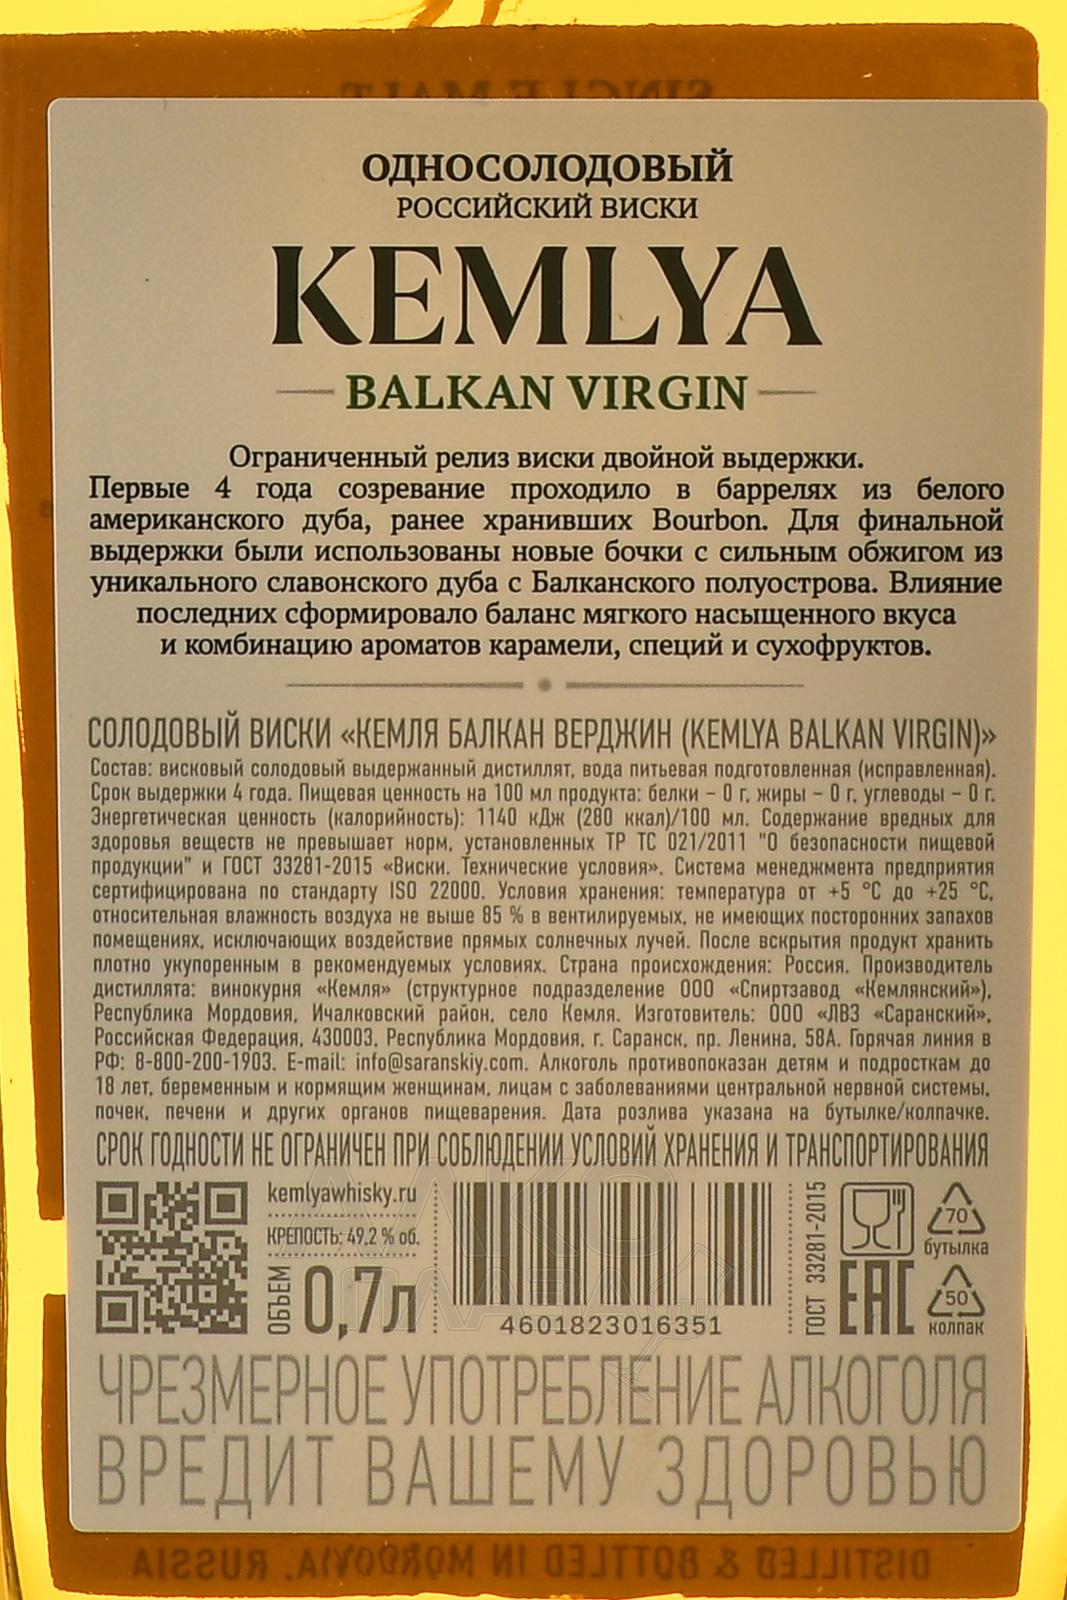 SINGLE MALT
ОДНОСОЛОДОВЫЙ
РОССИЙСКИЙ ВИСКИ
KEMLYA
BALKAN VIRGIN
Ограниченный релиз виски двойной выдержки.
Первые 4 года созревание проходило в баррелях из белого
американского дуба, ранее хранивших Bourbon. Для финальной
выдержки были использованы новые бочки с сильным обжигом из
уникального славонского дуба с Балканского полуострова. Влияние
последних сформировало баланс мягкого насыщенного вкуса
и комбинацию ароматов карамели, специй и сухофруктов.
СОЛОДОВЫЙ ВИСКИ «КЕМЛЯ БАЛКАН ВЕРДЖИН (KEMLYA BALKAN VIRGIN)»
Состав: висковый солодовый выдержанный дистиллят, вода питьевая подготовленная (исправленная).
Срок выдержки 4 года. Пищевая ценность на 100 мл продукта: белки – 0 г, жиры – 0 г, углеводы – 0 г.
Энергетическая ценность (калорийность): 1140 кДж (280 ккал)/100 мл. Содержание вредных для
здоровья веществ не превышает норм, установленных ТР ТС 021/2011 "О безопасности пищевой
продукции" и ГОСТ 33281-2015 «Виски. Технические условия». Система менеджмента предприятия
сертифицирована по стандарту ISO 22000. Условия хранения: температура от +5 °С до +25 °С,
относительная влажность воздуха не выше 85 % в вентилируемых, не имеющих посторонних запахов
помещениях, исключающих воздействие прямых солнечных лучей. После вскрытия продукт хранить
плотно укупоренным в рекомендуемых условиях. Страна происхождения: Россия. Производитель
дистиллята: винокурня «Кемля» (структурное подразделение ООО «Спиртзавод «Кемлянский»),
Республика Мордовия, Ичалковский район, село Кемля. Изготовитель: ООО «ЛВЗ «Саранский»,
Российская Федерация, 430003, Республика Мордовия, г. Саранск, пр. Ленина, 58А. Горячая линия в
РФ: 8-800-200-1903. E-mail: info@saranskiy.com. Алкоголь противопоказан детям и подросткам до
18 лет, беременным и кормящим женщинам, лицам с заболеваниями центральной нервной системы,
почек, печени и других органов пищеварения. Дата розлива указана на бутылке/колпачке.
СРОК ГОДНОСТИ НЕ ОГРАНИЧЕН ПРИ СОБЛЮДЕНИИ УСЛОВИЙ ХРАНЕНИЯ И ТРАНСПОРТИРОВАНИЯ
kemlyawhisky.ru
КРЕПОСТЬ: 49,2 % об.
ОБЪЕМ 0,7л
4601823016351
ГОСТ 33281-2015
EAC
70
бутылка
50
колпак
ЧРЕЗМЕРНОЕ УПОТРЕБЛЕНИЕ АЛКОГОЛЯ
ВРЕДИТ ВАШЕМУ ЗДОРОВЬЮ
DISTILLED & BOTTLED IN MORDOVIA, RUSSIA